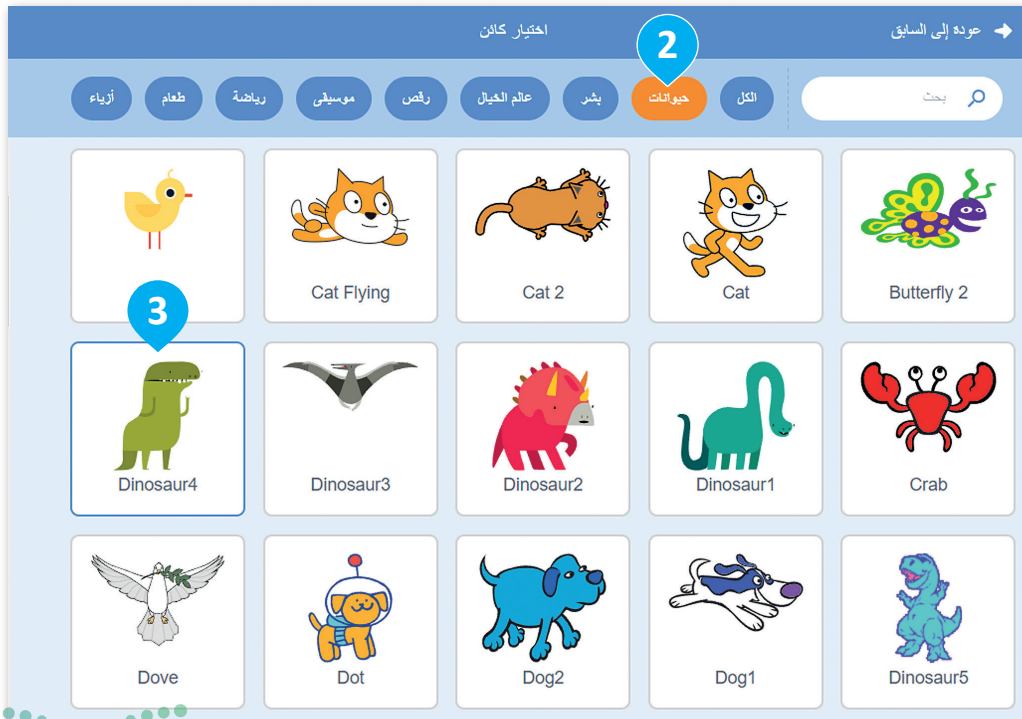 عودة إلى السابق
اختيار كائن
2
بحث
الكل
حيوانات
بشر
عالم الخيال
رقص
موسيقى
رياضة
طعام
أزياء
Butterfly 2
Cat
Cat 2
Cat Flying
3
Crab
Dinosaur1
Dinosaur2
Dinosaur3
Dinosaur4
Dinosaur5
Dog1
Dog2
Dot
Dove